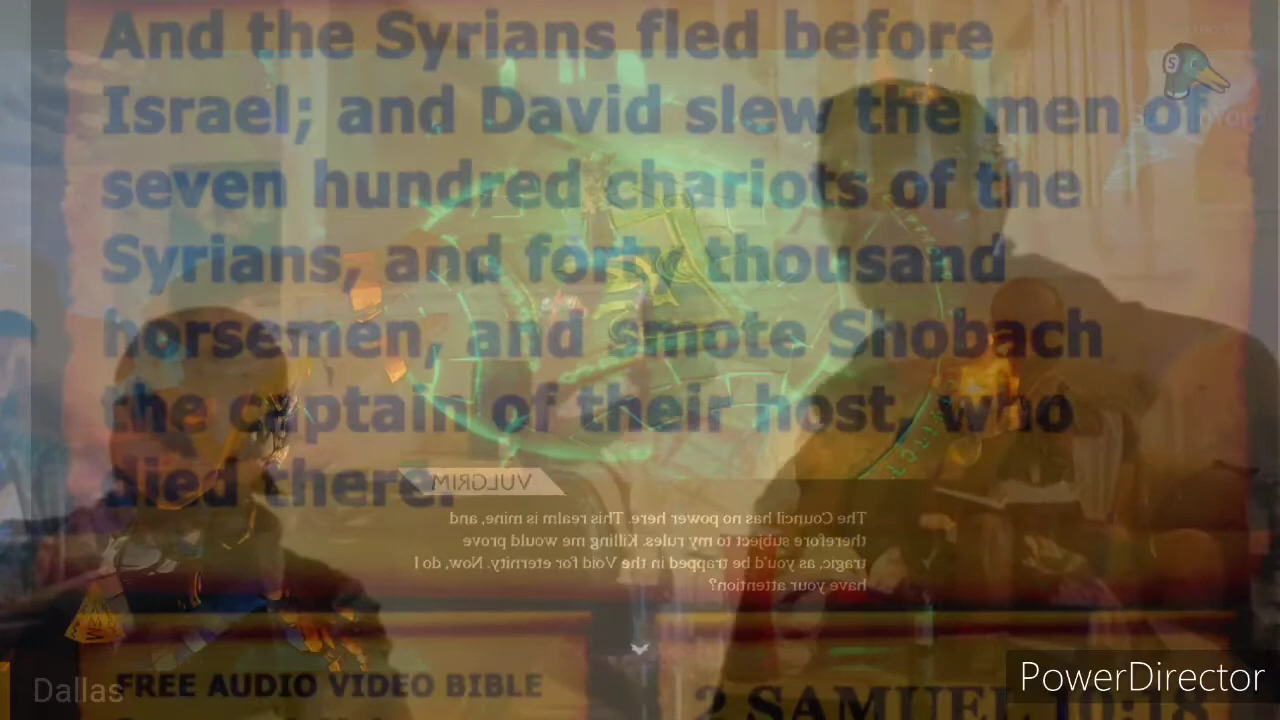 And the Syrians fled before
Israel; and David slew the men of
seven hundred chariots of the
Syrians, and forty thousand
horsemen, and smote Shobach
the captain of their host, who
died there.
VULGRIM
The Council has no power here. This realm is mine, and
therefore subject to my rules. Killing me would prove
tragic, as you'd be trapped in the Void for eternity. Now, do I
have your attention?
Dallas
FREE AUDIO VIDEO BIBLE
2 SAMUEL 10:18
PowerDirector